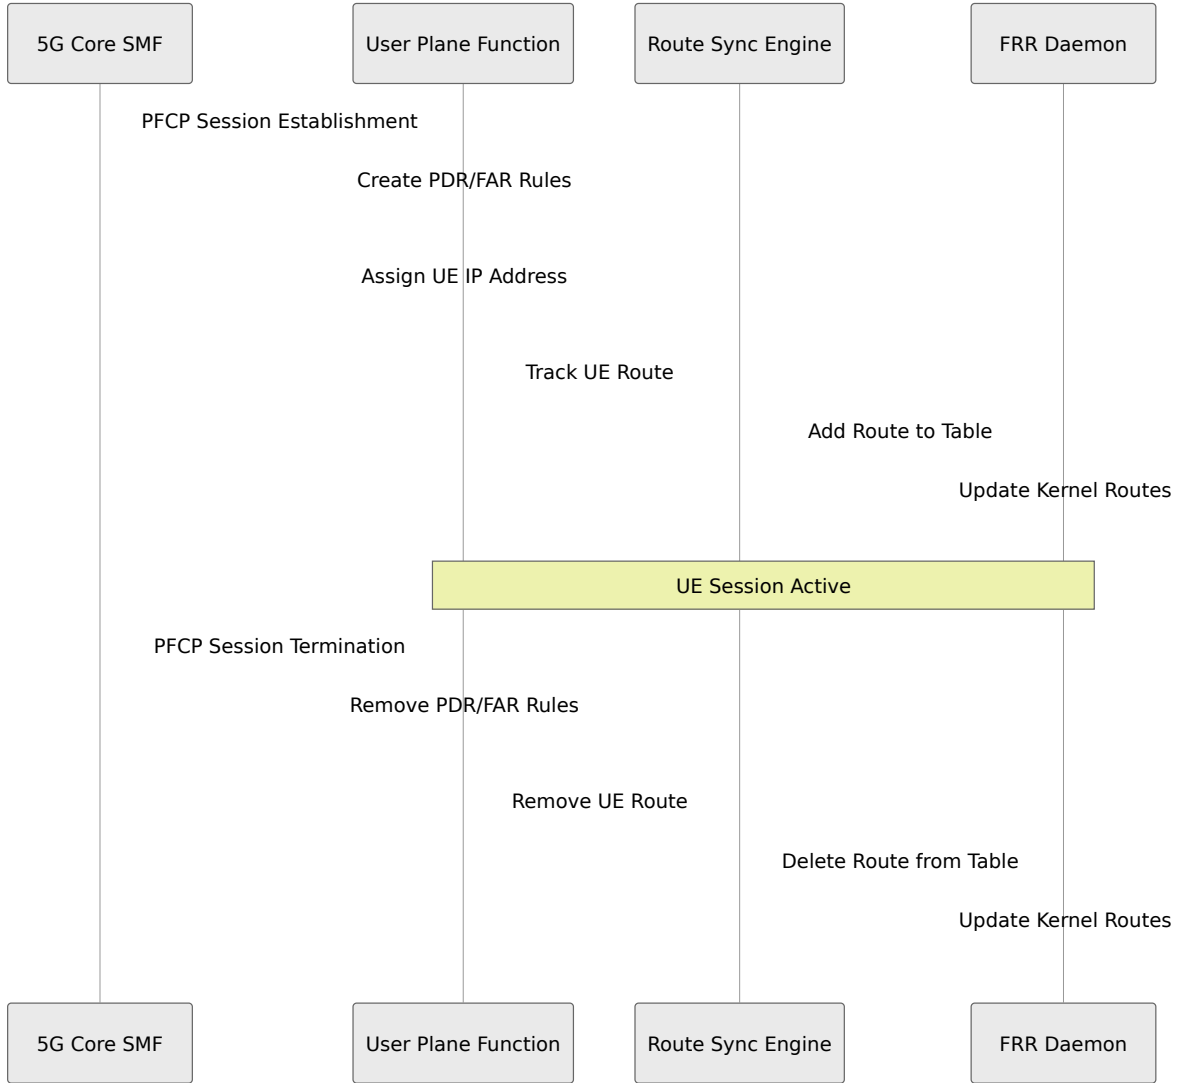 5G Core SMF
User Plane Function
Route Sync Engine
FRR Daemon
PFCP Session Establishment
Create PDR/FAR Rules
Assign UE IP Address
Track UE Route
Add Route to Table
Update Kernel Routes
UE Session Active
PFCP Session Termination
Remove PDR/FAR Rules
Remove UE Route
Delete Route from Table
Update Kernel Routes
5G Core SMF
User Plane Function
Route Sync Engine
FRR Daemon